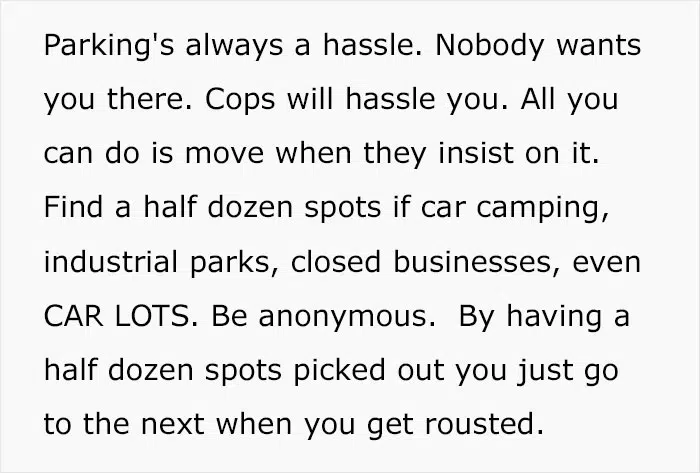 Parking's always a hassle. Nobody wants
you there. Cops will hassle you. All you
can do is move when they insist on it.
Find a half dozen spots if car camping,
industrial parks, closed businesses, even
CAR LOTS. Be anonymous.  By having a
half dozen spots picked out you just go
to the next when you get rousted.